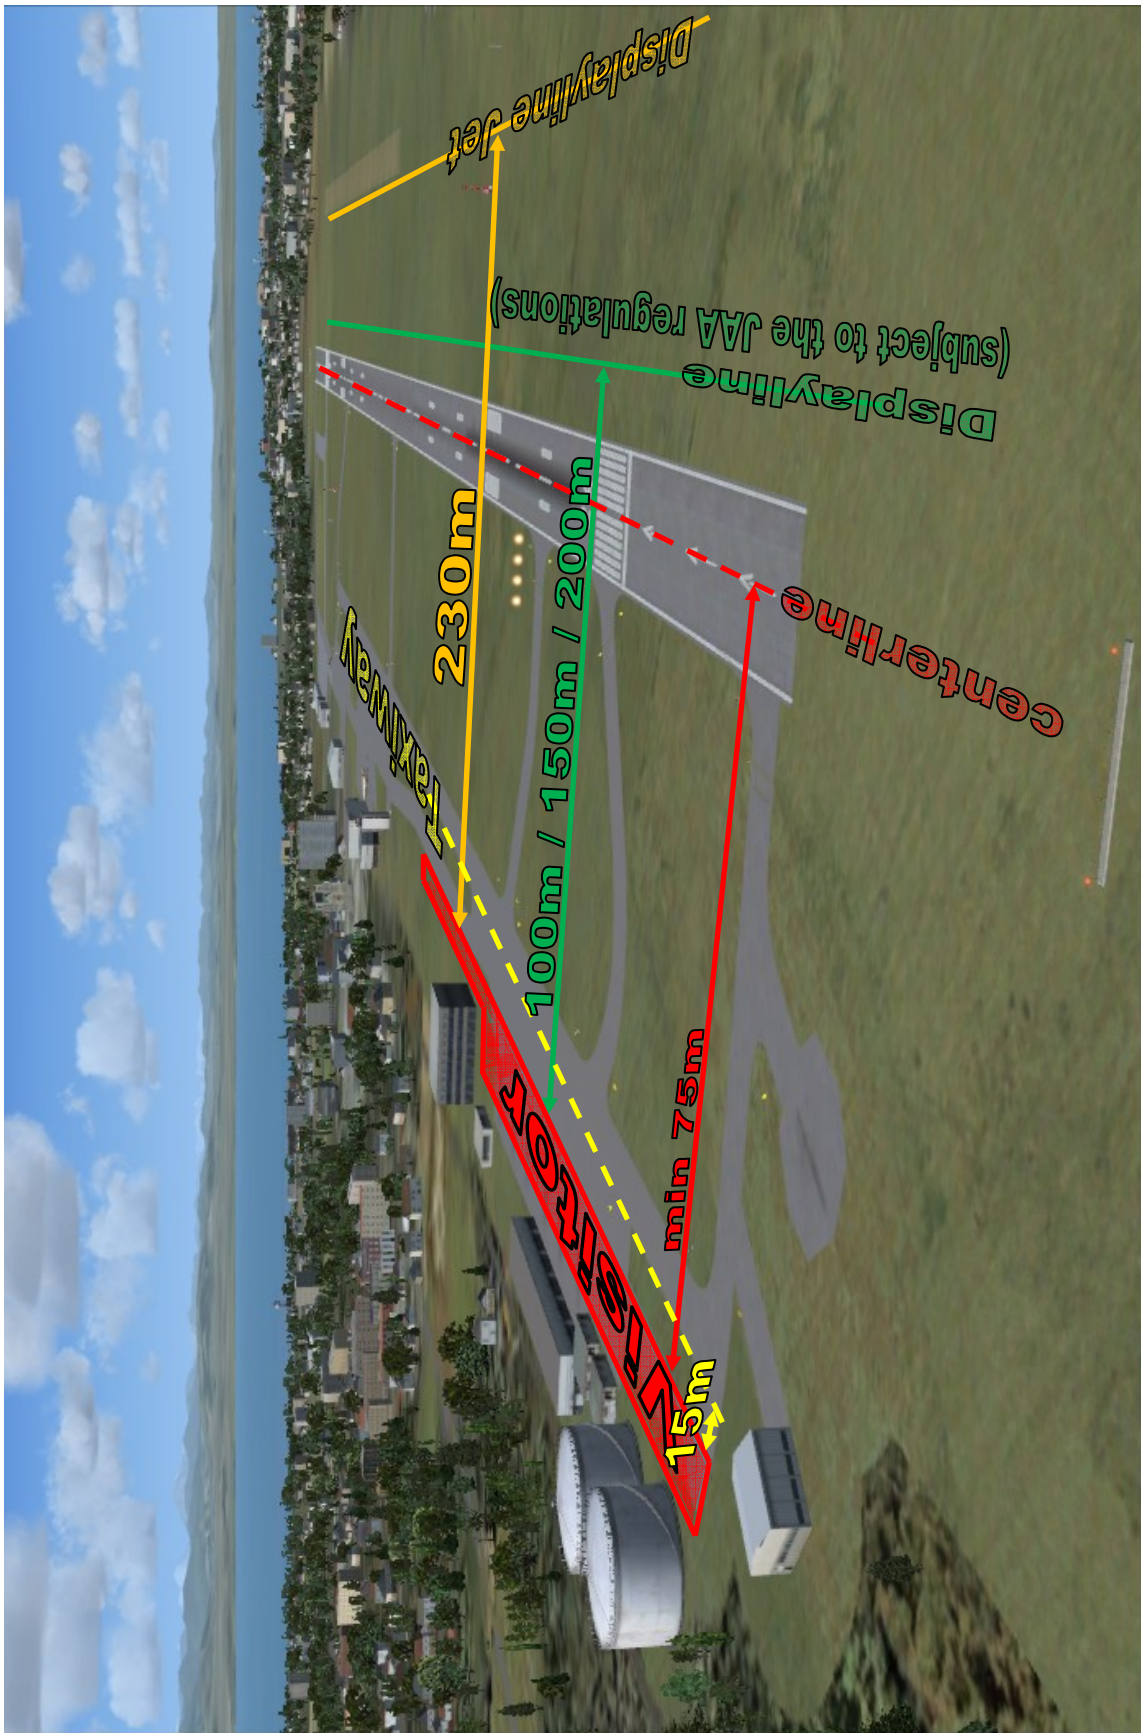 Displayline Jet
(subject to the JAA regulations)
Displayline
centerline
230m
100m / 150m / 200m
min 75m
Taxiway
Visitor
15m